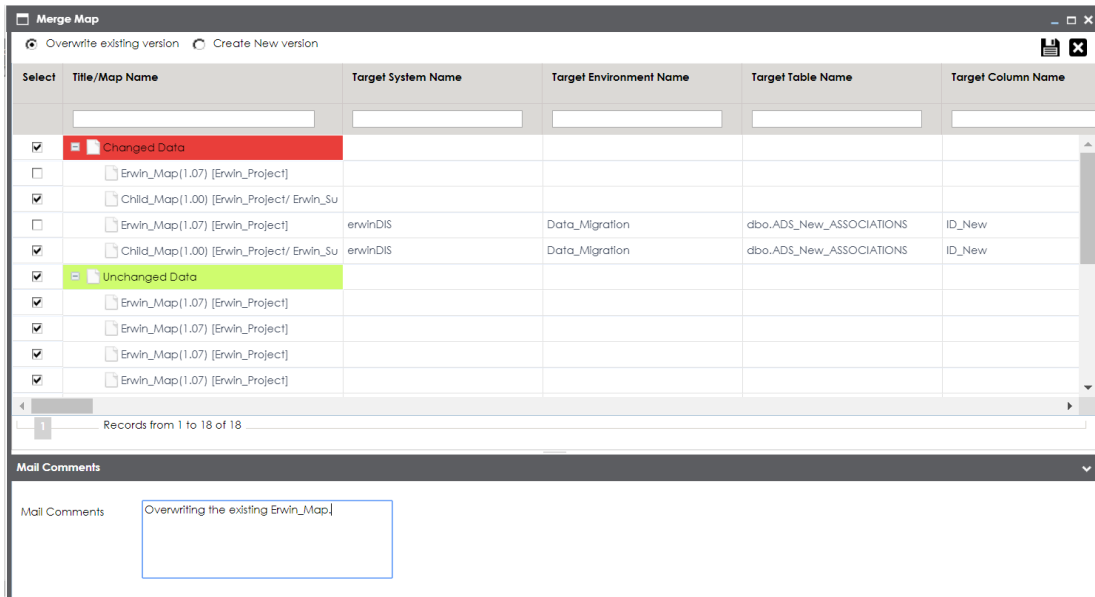 Merge Map
Overwrite existing version Create New version
Select Title/Map Name Target System Name Target Environment Name Target Table Name Target Column Name
Changed Data
Erwin_Map(1.07) [Erwin_Project]
Child_Map(1.00) [Erwin_Project/ Erwin_Su
Erwin_Map(1.07) [Erwin_Project] erwinDIS Data_Migration dbo.ADS_New_ASSOCIATIONS ID_New
Child_Map(1.00) [Erwin_Project/ Erwin_Su erwinDIS Data_Migration dbo.ADS_New_ASSOCIATIONS ID_New
Unchanged Data
Erwin_Map(1.07) [Erwin_Project]
Erwin_Map(1.07) [Erwin_Project]
Erwin_Map(1.07) [Erwin_Project]
Erwin_Map(1.07) [Erwin_Project]
1 Records from 1 to 18 of 18
Mail Comments
Mail Comments Overwriting the existing Erwin_Map.